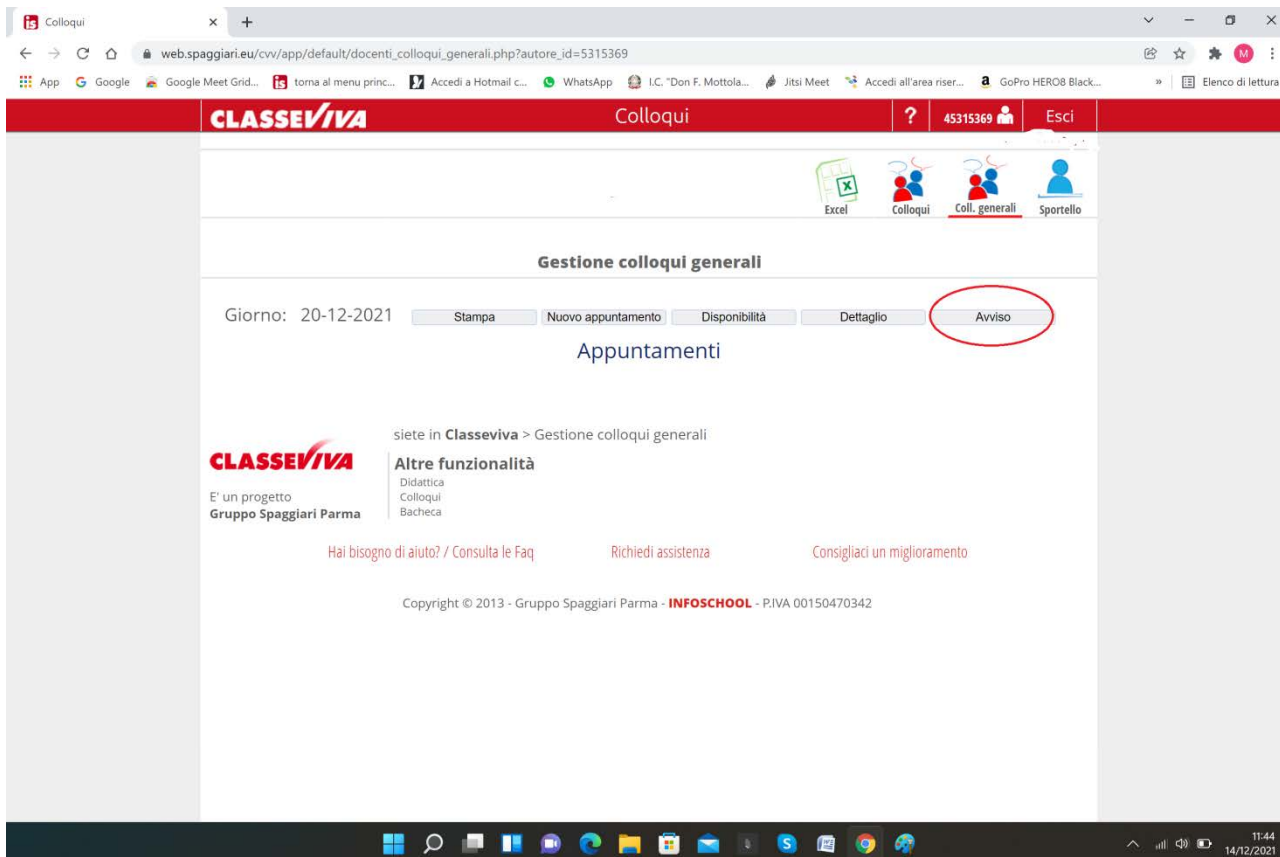 Colloqui
web.spaggiari.eu/cvv/app/default/docenti_colloqui_generali.php?autore_id=5315369
M
App Google Google Meet Grid... torna al menu princ... Accedi a Hotmail c... WhatsApp I.C. "Don F. Mottola... Jitsi Meet Accedi all'area riser... GoPro HERO8 Black... » Elenco di lettura
CLASSEVIVA Colloqui ? 45315369 Esci
Excel Colloqui Coll. generali Sportello
Gestione colloqui generali
Giorno: 20-12-2021 Stampa Nuovo appuntamento Disponibilità Dettaglio Avviso
Appuntamenti
siete in Classeviva > Gestione colloqui generali
CLASSEVIVA
E' un progetto
Gruppo Spaggiari Parma
Altre funzionalità
Didattica
Colloqui
Bacheca
Hai bisogno di aiuto? / Consulta le Faq Richiedi assistenza Consigliaci un miglioramento
Copyright © 2013 - Gruppo Spaggiari Parma - INFOSCHOOL - P.IVA 00150470342
11:44
14/12/2021